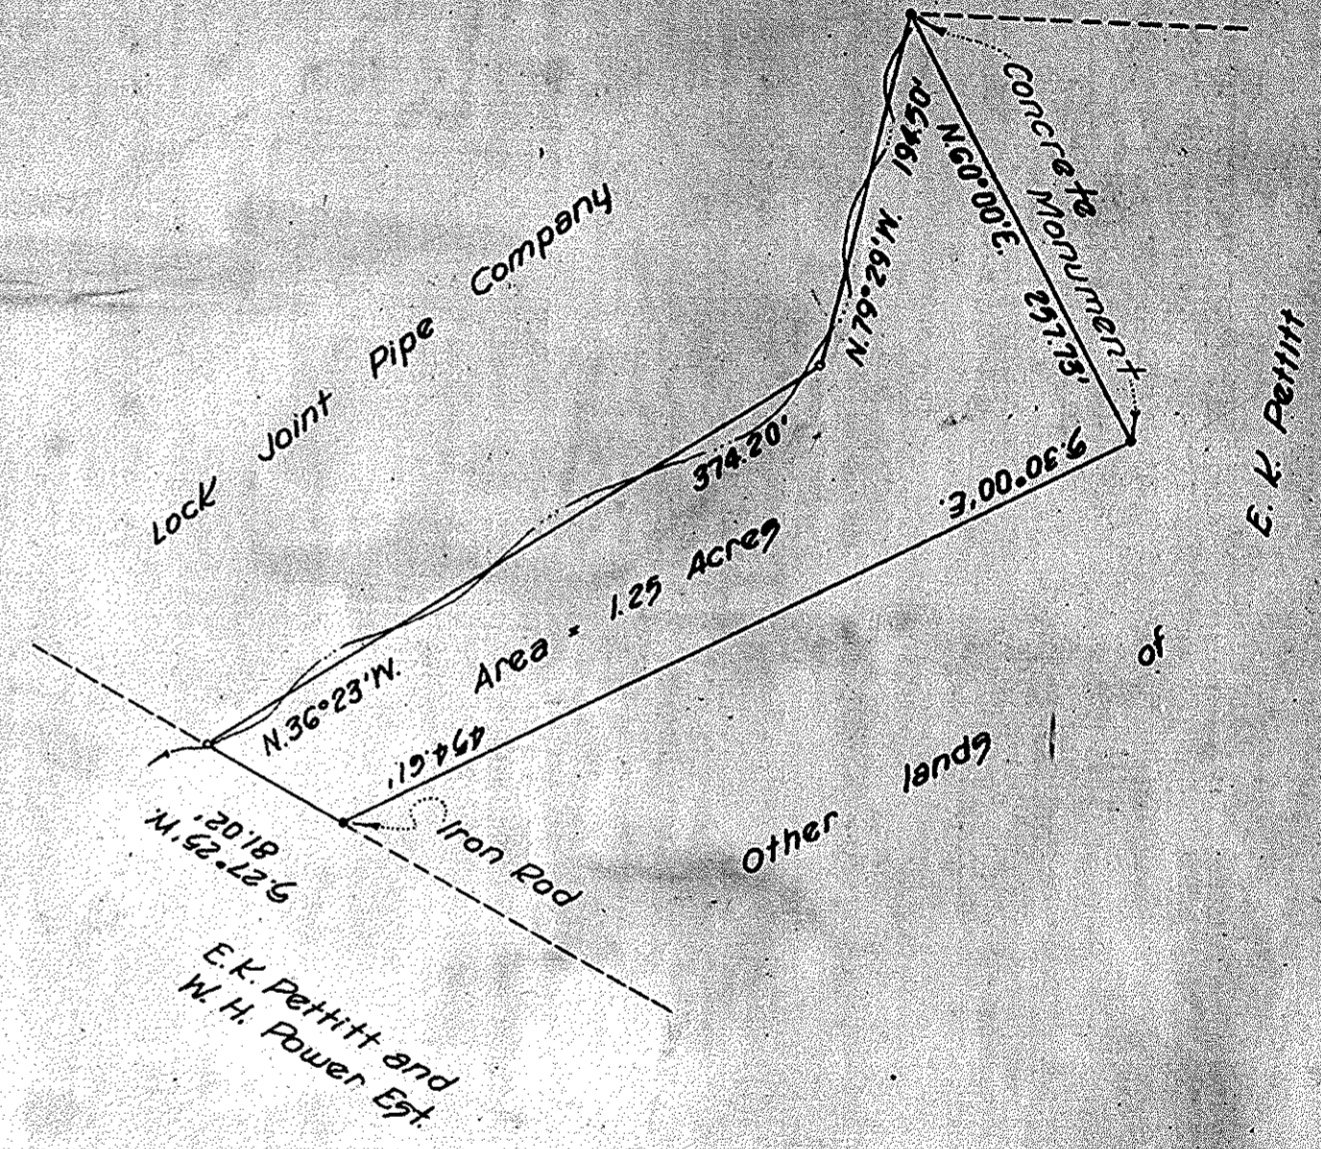 Concrete
Monument
194.50'
N.79°29'W.
N.60°00'E.
257.73'
Lock Joint Pipe Company
374.20'
N.36°23'W.
S.30°00'E.
454.61'
Area = 1.25 Acres
Iron Rod
S.27°25'W.
81.02'
Other lands of E. K. Pettitt
E.K. Pettitt and
W. H. Power Est.